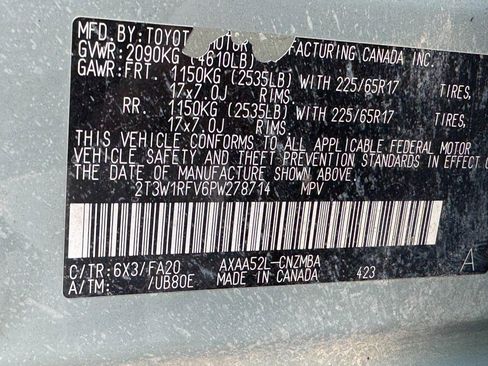 MFD. BY: TOYOT MOTOR MANUFACTURING CANADA INC.
GVWR: 2090KG (4610LB)
GAWR: FRT. 1150KG (2535LB) WITH 225/65R17 TIRES,
17x7.0J RIMS,
RR. 1150KG (2535LB) WITH 225/65R17 TIRES,
17x7.0J RIMS,
THIS VEHICLE CONFORMS TO ALL APPLICABLE FEDERAL MOTOR
VEHICLE SAFETY AND THEFT PREVENTION STANDARDS IN EFFECT O
THE DATE OF MANUFACTURE SHOWN ABOVE.
2T3W1RFV6PW278714 MPV
C/TR: 6X3/FA20 AXAA52L-CNZMBA
A/TM: /UB80E MADE IN CANADA 423 A